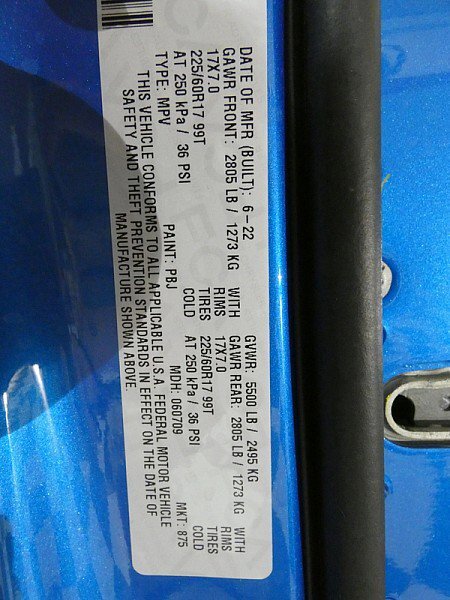 DATE OF MFR (BUILT): 6-22 GVWR: 5500 LB / 2495 KG
GAWR FRONT: 2805 LB / 1273 KG WITH GAWR REAR: 2805 LB / 1273 KG WITH
17X7.0 RIMS 17X7.0 RIMS
225/60R17 99T TIRES 225/60R17 99T TIRES
AT 250 kPa / 36 PSI COLD AT 250 kPa / 36 PSI COLD
TYPE: MPV PAINT: PBJ MDH: 060709 MKT: 875
THIS VEHICLE CONFORMS TO ALL APPLICABLE U.S.A. FEDERAL MOTOR VEHICLE
SAFETY AND THEFT PREVENTION STANDARDS IN EFFECT ON THE DATE OF
MANUFACTURE SHOWN ABOVE.